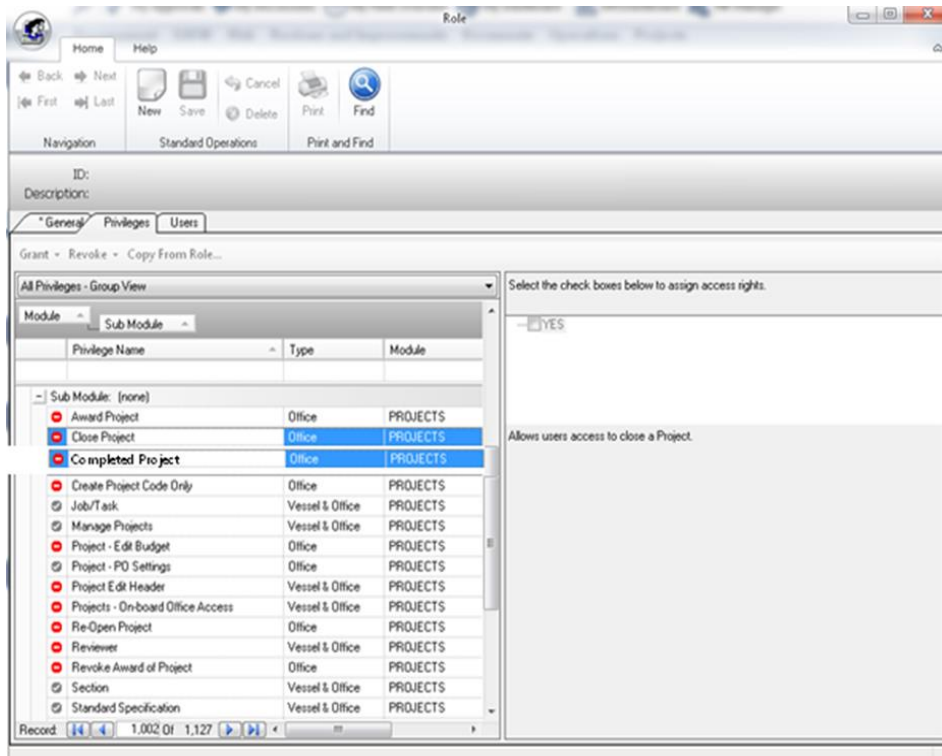 Role
Home Help
Back Next
First Last
New Save Cancel Delete Print Find
Navigation Standard Operations Print and Find
ID:
Description:
* General Privileges Users
Grant Revoke Copy From Role...
All Privileges - Group View
Select the check boxes below to assign access rights.
Module
Sub Module
YES
Privilege Name Type Module
Sub Module: (none)
Award Project Office PROJECTS
Close Project Office PROJECTS
Allows users access to close a Project.
Completed Project Office PROJECTS
Create Project Code Only Office PROJECTS
Job/Task Vessel & Office PROJECTS
Manage Projects Vessel & Office PROJECTS
Project - Edit Budget Office PROJECTS
Project - PO Settings Office PROJECTS
Project Edit Header Vessel & Office PROJECTS
Projects - On-board Office Access Vessel & Office PROJECTS
Re-Open Project Office PROJECTS
Reviewer Vessel & Office PROJECTS
Revoke Award of Project Office PROJECTS
Section Vessel & Office PROJECTS
Standard Specification Vessel & Office PROJECTS
Record 1,002 Of 1,127